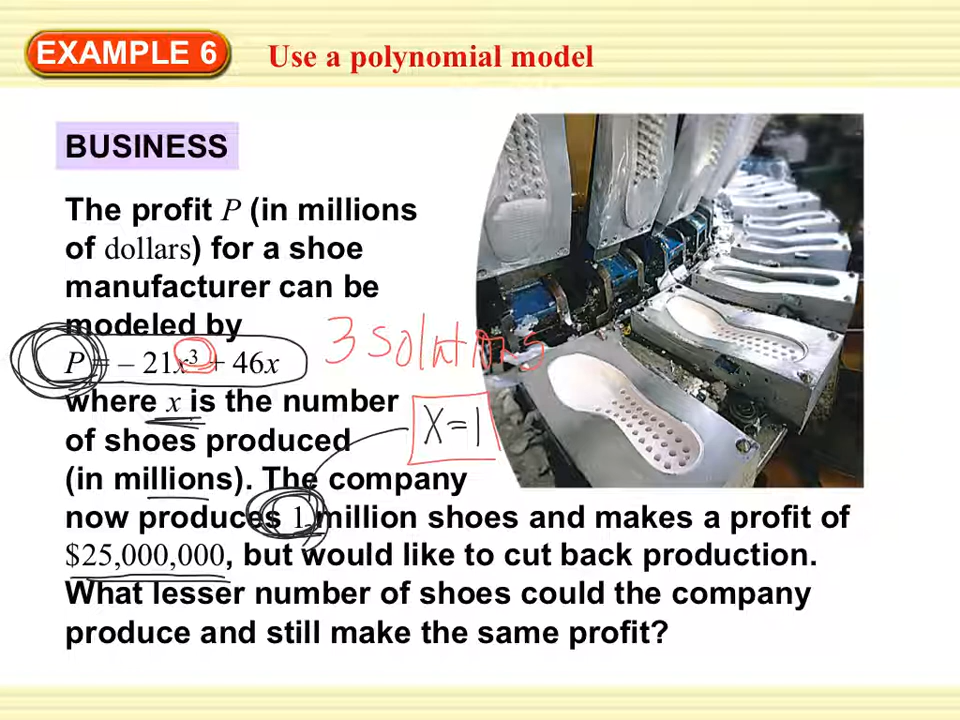 EXAMPLE 6
Use a polynomial model
BUSINESS
The profit P (in millions
of dollars) for a shoe
manufacturer can be
modeled by
P = – 21x³ + 46x
3 solutions
where x is the number
X=1
of shoes produced
(in millions). The company
now produces 1 million shoes and makes a profit of
$25,000,000, but would like to cut back production.
What lesser number of shoes could the company
produce and still make the same profit?